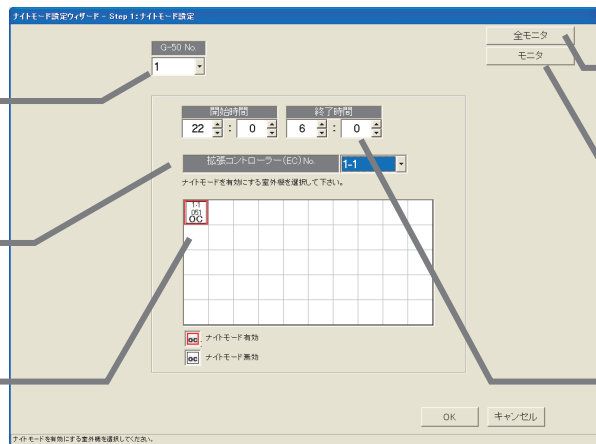 ナイトモード設定ウィザード - Step 1:ナイトモード設定
全モニタ
モニタ
G-50 No.
1
開始時間 終了時間
22 : 0 6 : 0
拡張コントローラー(EC)No. 1-1
ナイトモードを有効にする室外機を選択して下さい。
1-1
051
OC
OC ナイトモード有効
OC ナイトモード無効
OK キャンセル
ナイトモードを有効にする室外機を選択してください。